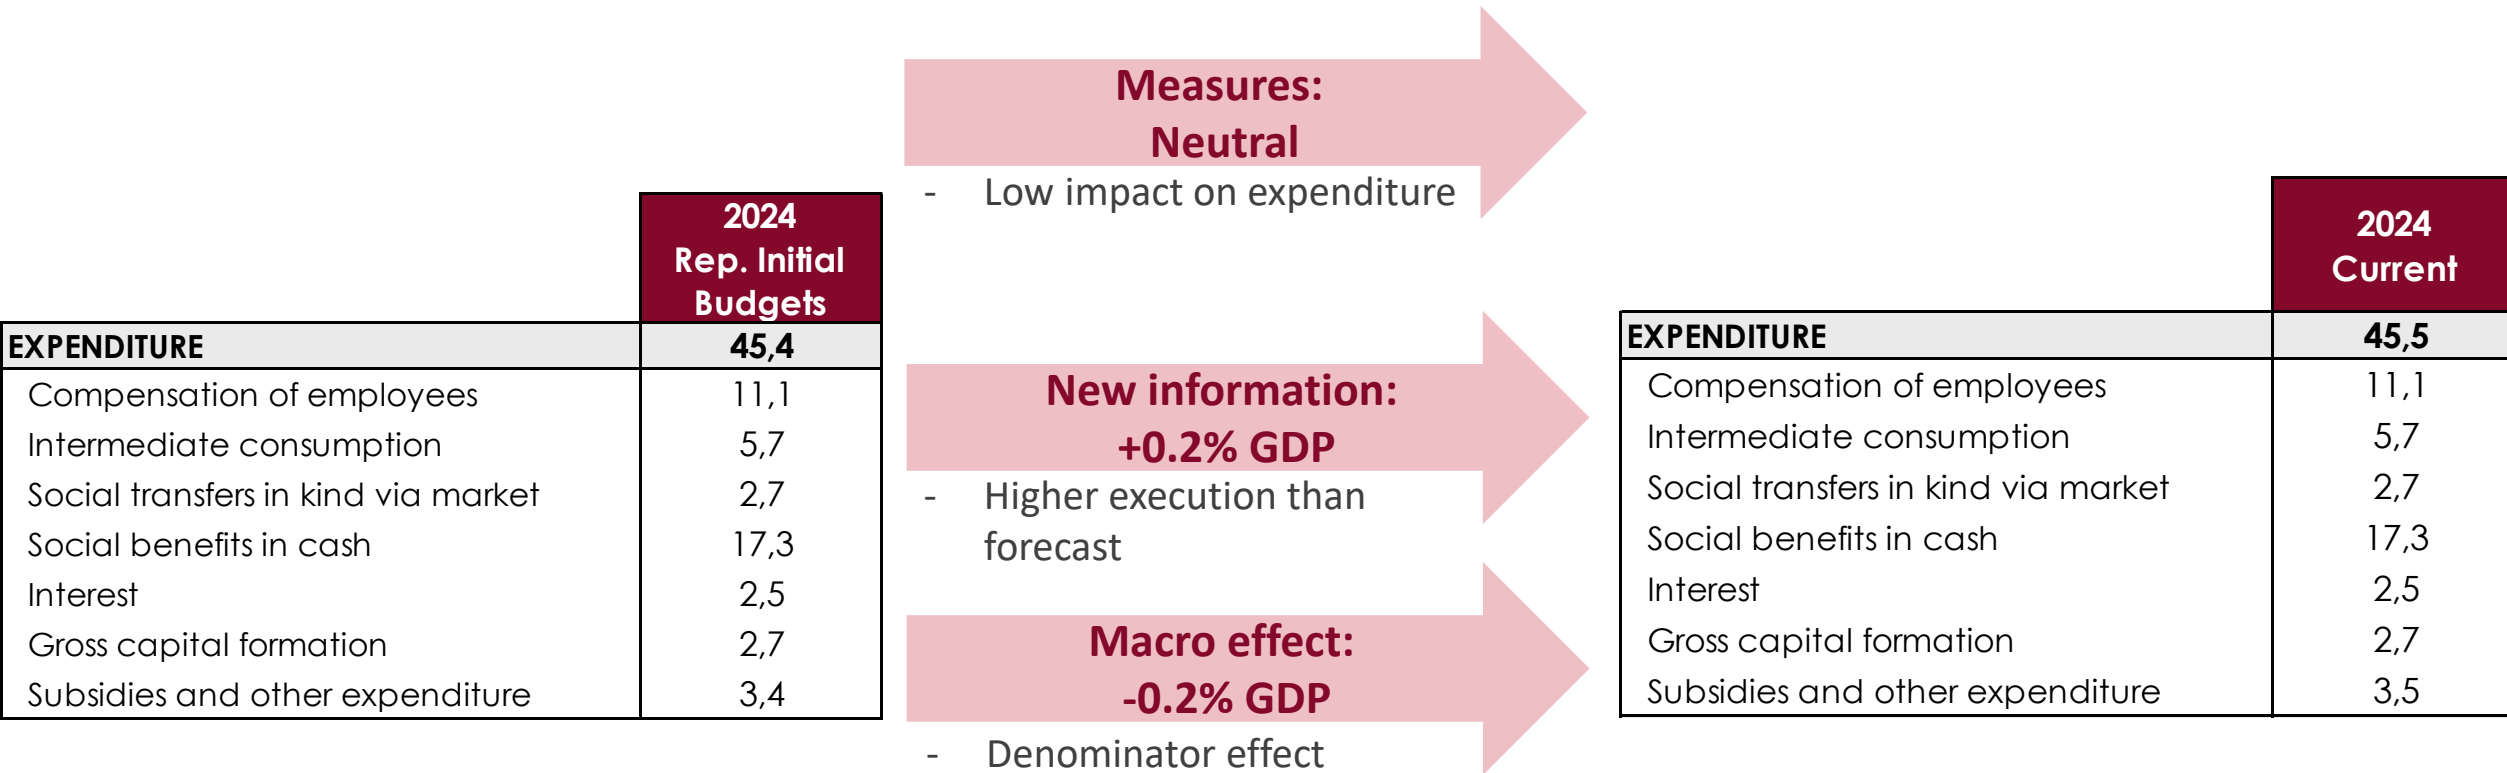 2024
Rep. Initial
Budgets
EXPENDITURE 45,4
Compensation of employees 11,1
Intermediate consumption 5,7
Social transfers in kind via market 2,7
Social benefits in cash 17,3
Interest 2,5
Gross capital formation 2,7
Subsidies and other expenditure 3,4
Measures:
Neutral
- Low impact on expenditure
New information:
+0.2% GDP
- Higher execution than
forecast
Macro effect:
-0.2% GDP
- Denominator effect
2024
Current
EXPENDITURE 45,5
Compensation of employees 11,1
Intermediate consumption 5,7
Social transfers in kind via market 2,7
Social benefits in cash 17,3
Interest 2,5
Gross capital formation 2,7
Subsidies and other expenditure 3,5